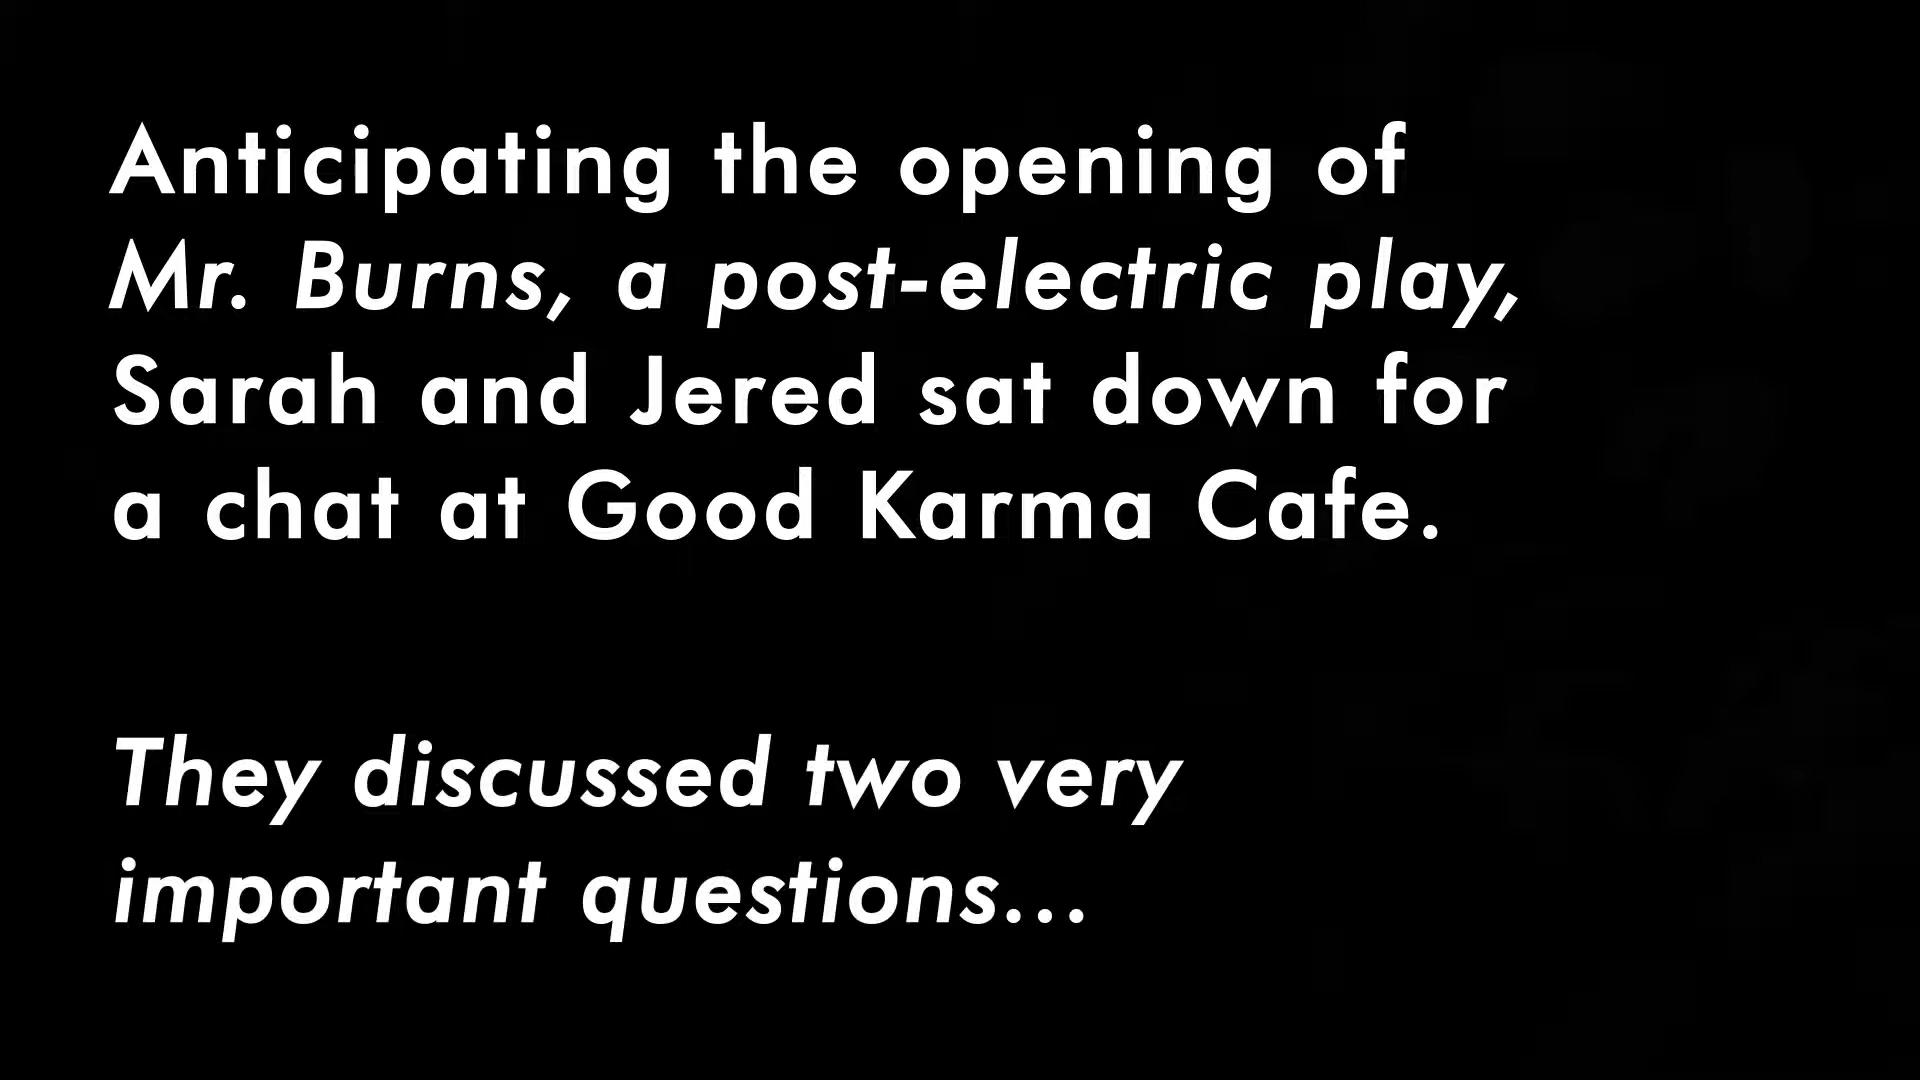 Anticipating the opening of
Mr. Burns, a post-electric play,
Sarah and Jered sat down for
a chat at Good Karma Cafe.
They discussed two very
important questions...